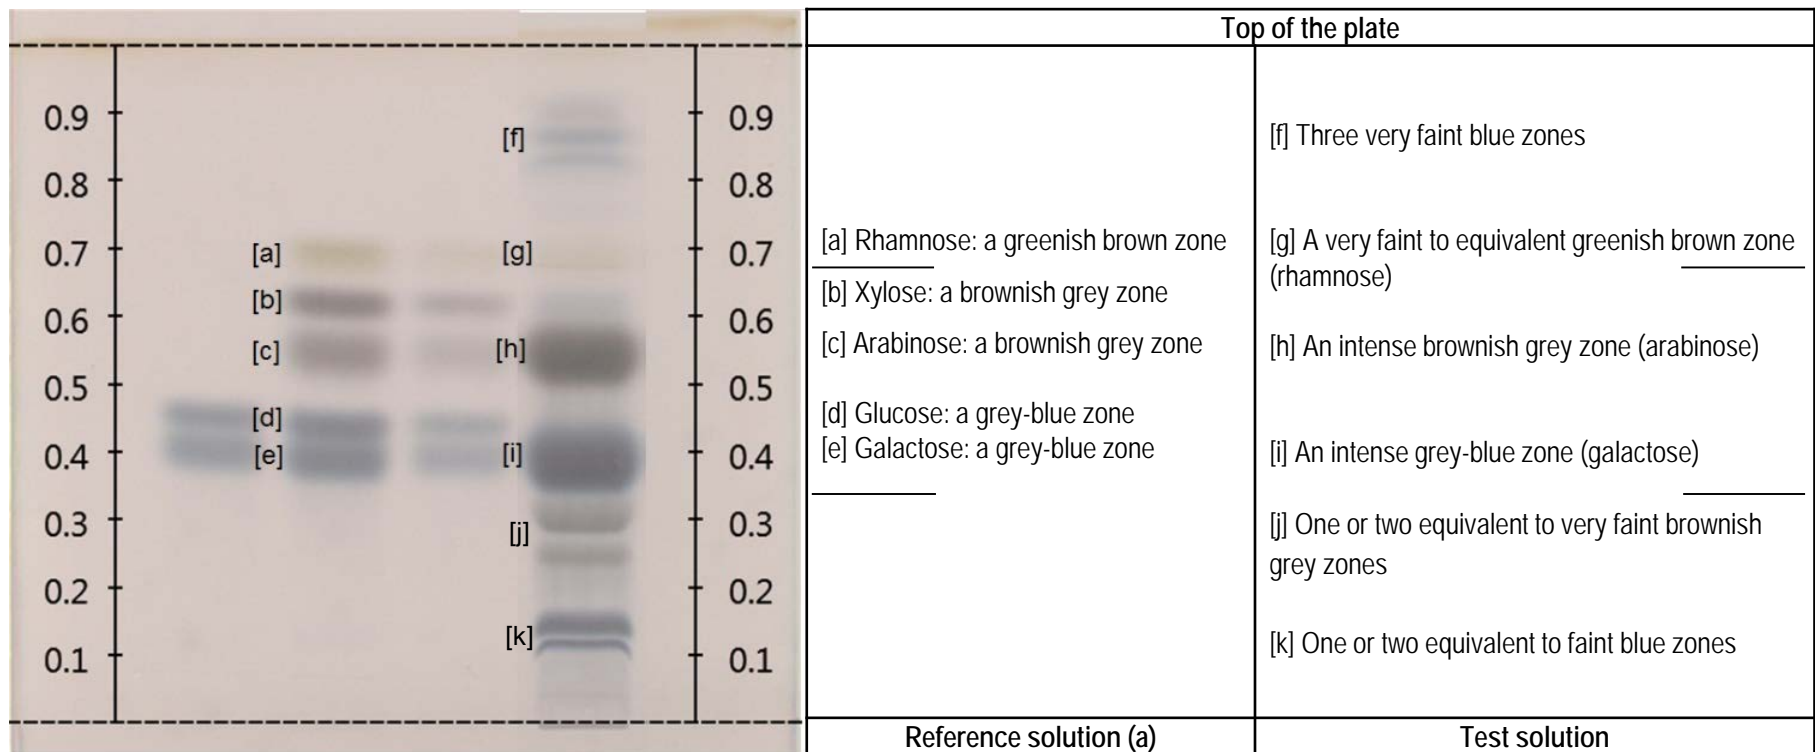 0.9
0.8
0.7
0.6
0.5
0.4
0.3
0.2
0.1
[a]
[b]
[c]
[d]
[e]
[f]
[g]
[h]
[i]
[j]
[k]
0.9
0.8
0.7
0.6
0.5
0.4
0.3
0.2
0.1
Top of the plate
[a] Rhamnose: a greenish brown zone
[b] Xylose: a brownish grey zone
[c] Arabinose: a brownish grey zone
[d] Glucose: a grey-blue zone
[e] Galactose: a grey-blue zone
[f] Three very faint blue zones
[g] A very faint to equivalent greenish brown zone
(rhamnose)
[h] An intense brownish grey zone (arabinose)
[i] An intense grey-blue zone (galactose)
[j] One or two equivalent to very faint brownish
grey zones
[k] One or two equivalent to faint blue zones
Reference solution (a)
Test solution